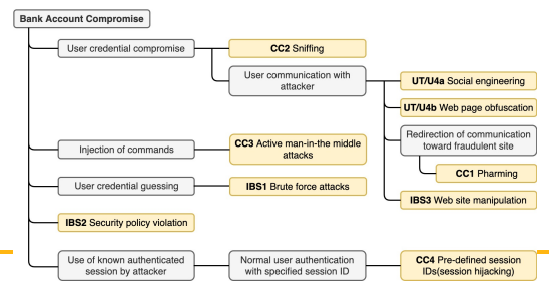 Bank Account Compromise
User credential compromise
CC2 Sniffing
User communication with
attacker
UT/U4a Social engineering
UT/U4b Web page obfuscation
Redirection of communication
toward fraudulent site
CC1 Pharming
IBS3 Web site manipulation
Injection of commands
CC3 Active man-in-the middle
attacks
User credential guessing
IBS1 Brute force attacks
IBS2 Security policy violation
Use of known authenticated
session by attacker
Normal user authentication
with specified session ID
CC4 Pre-defined session
IDs(session hijacking)